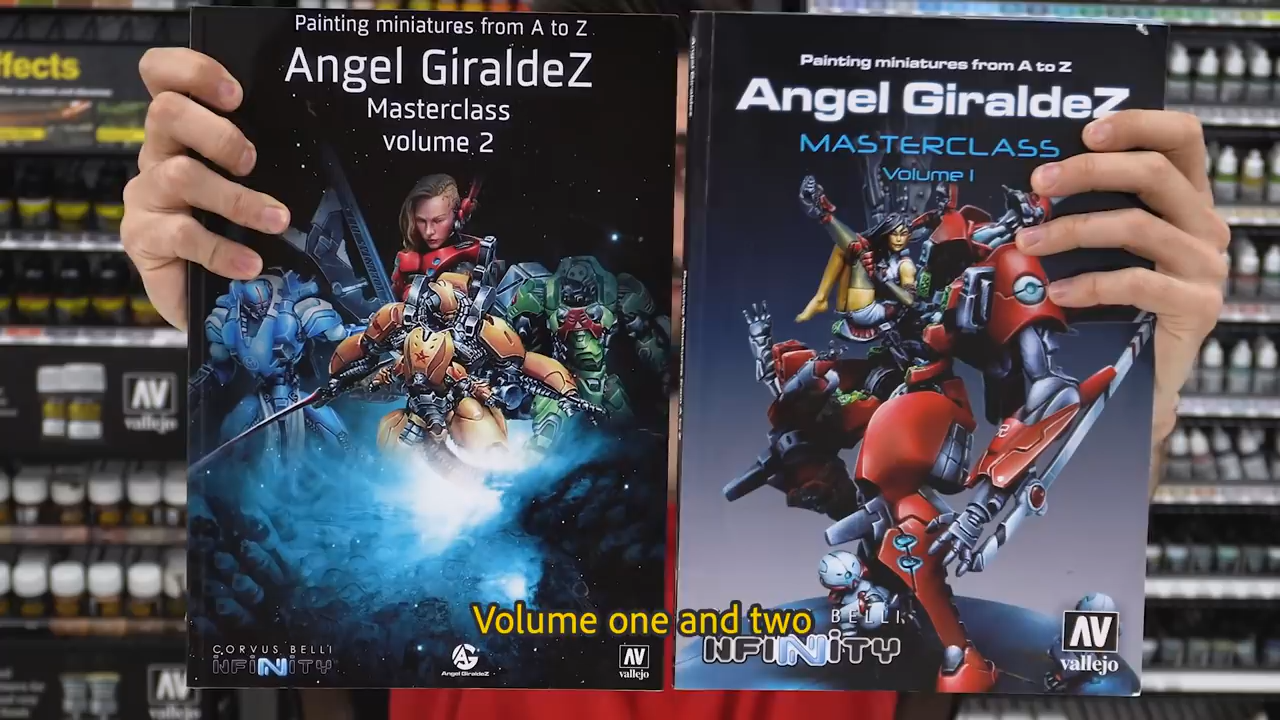 Painting miniatures from A to Z
Angel GiraldeZ
Masterclass
volume 2
CORVUS BELLI
INFINITY
Angel GiraldeZ
AV
vallejo
Painting miniatures from A to Z
Angel GiraldeZ
MASTERCLASS
Volume I
BELLI
INFINITY
AV
vallejo
ffects
AV
vallejo
AV
Volume one and two